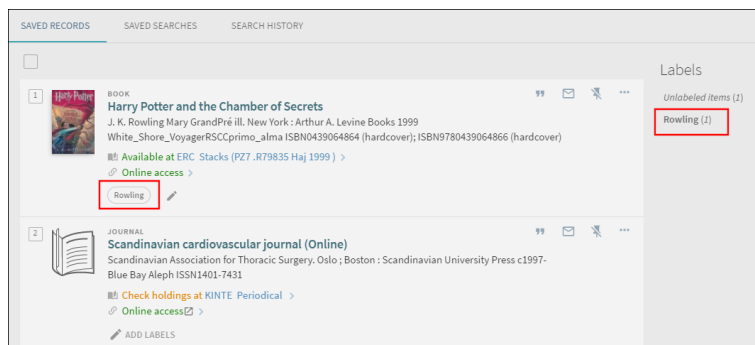 SAVED RECORDS SAVED SEARCHES SEARCH HISTORY
Labels
Unlabeled items (1)
Rowling (1)
1
Harry Potter
BOOK
Harry Potter and the Chamber of Secrets
J. K. Rowling Mary GrandPré ill. New York : Arthur A. Levine Books 1999
White_Shore_VoyagerRSCCprimo_alma ISBN0439064864 (hardcover); ISBN9780439064866 (hardcover)
Available at ERC Stacks (PZ7 .R79835 Haj 1999 ) >
Online access >
Rowling
2
JOURNAL
Scandinavian cardiovascular journal (Online)
Scandinavian Association for Thoracic Surgery. Oslo ; Boston : Scandinavian University Press c1997-
Blue Bay Aleph ISSN1401-7431
Check holdings at KINTE Periodical >
Online access >
ADD LABELS